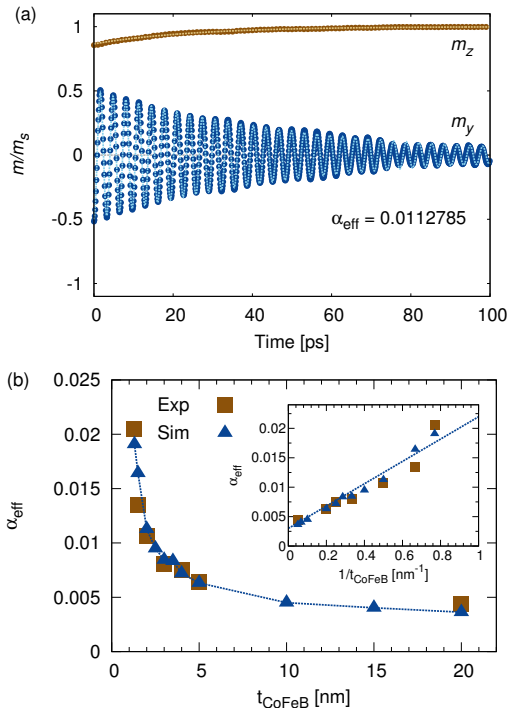 (a)
1
0.5
0
-0.5
-1
m/mₛ
m_z
m_y
α_eff = 0.0112785
0 20 40 60 80 100
Time [ps]
(b)
0.025
0.02
0.015
0.01
0.005
0
α_eff
Exp
Sim
0.02
0.015
0.01
0.005
0
α_eff
0 0.2 0.4 0.6 0.8 1
1/t_CoFeB [nm⁻¹]
0 5 10 15 20
t_CoFeB [nm]